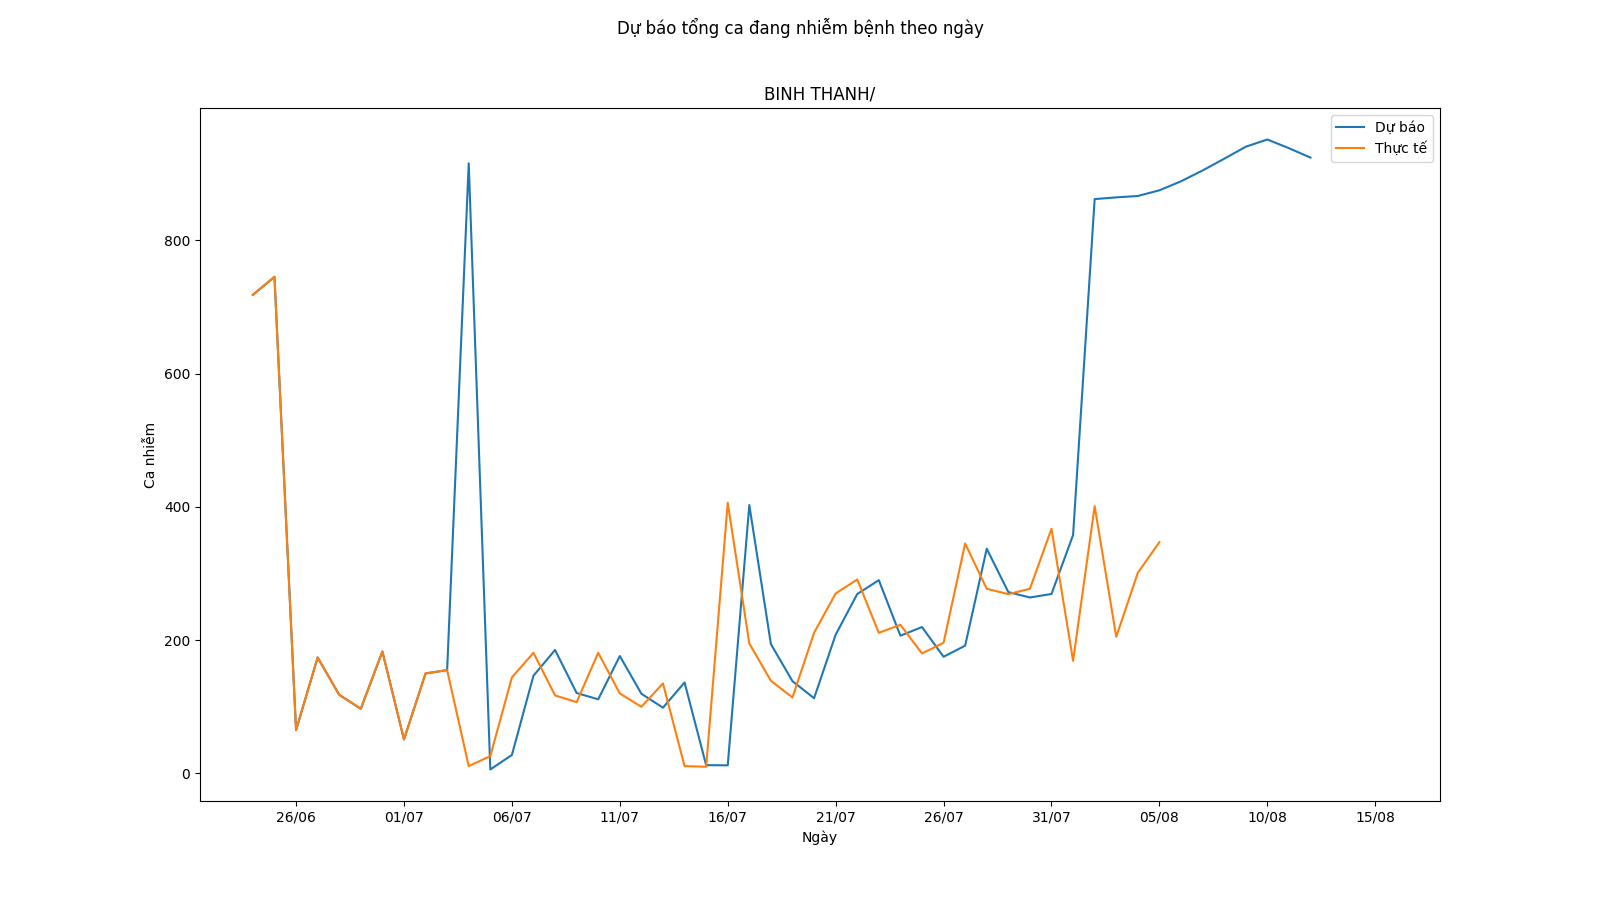 Dự báo tổng ca đang nhiễm bệnh theo ngày
BINH THANH/
Dự báo
Thực tế
800
600
400
200
0
Ca nhiễm
26/06 01/07 06/07 11/07 16/07 21/07 26/07 31/07 05/08 10/08 15/08
Ngày